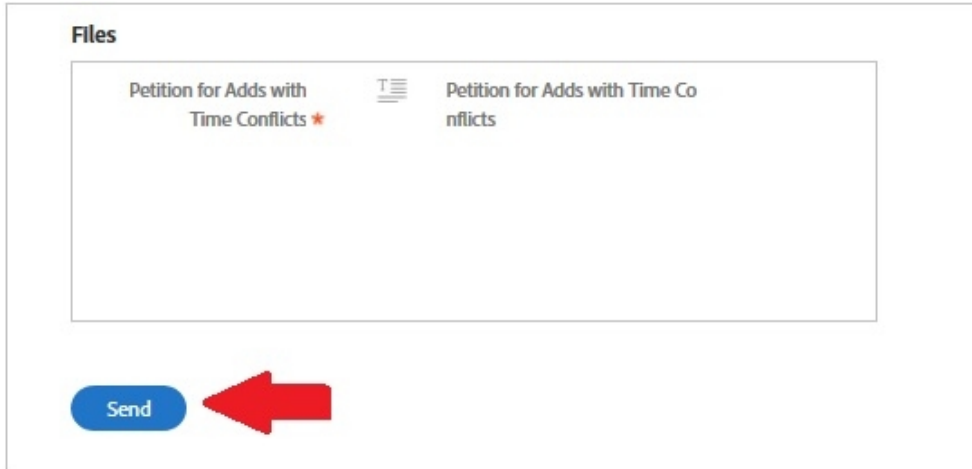 Files
Petition for Adds with
Time Conflicts *
Petition for Adds with Time Co
nflicts
Send